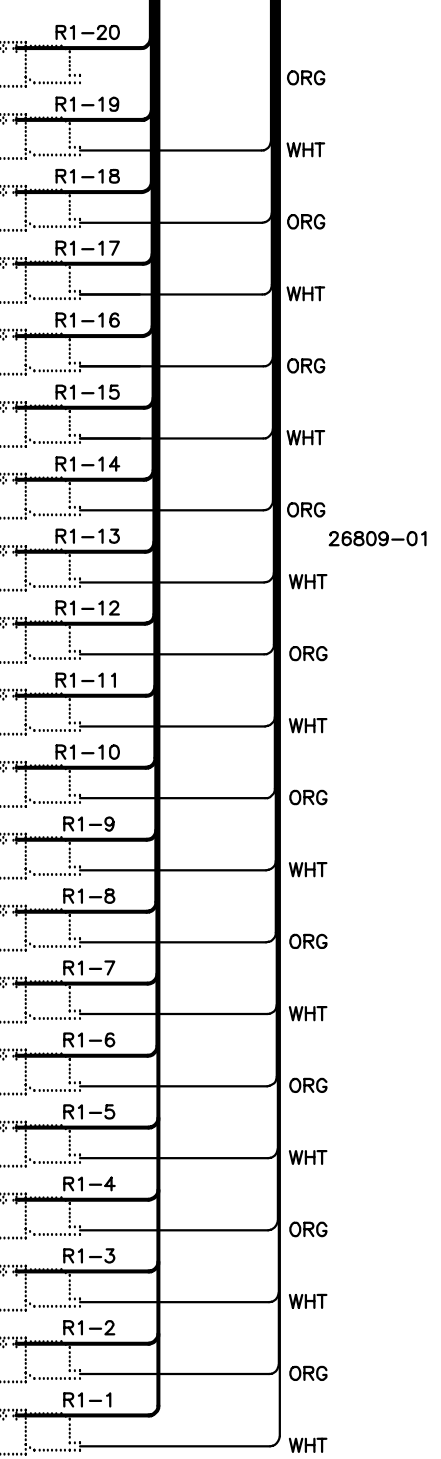 R1-20
ORG
R1-19
WHT
R1-18
ORG
R1-17
WHT
R1-16
ORG
R1-15
WHT
R1-14
ORG
R1-13
26809-01
WHT
R1-12
ORG
R1-11
WHT
R1-10
ORG
R1-9
WHT
R1-8
ORG
R1-7
WHT
R1-6
ORG
R1-5
WHT
R1-4
ORG
R1-3
WHT
R1-2
ORG
R1-1
WHT